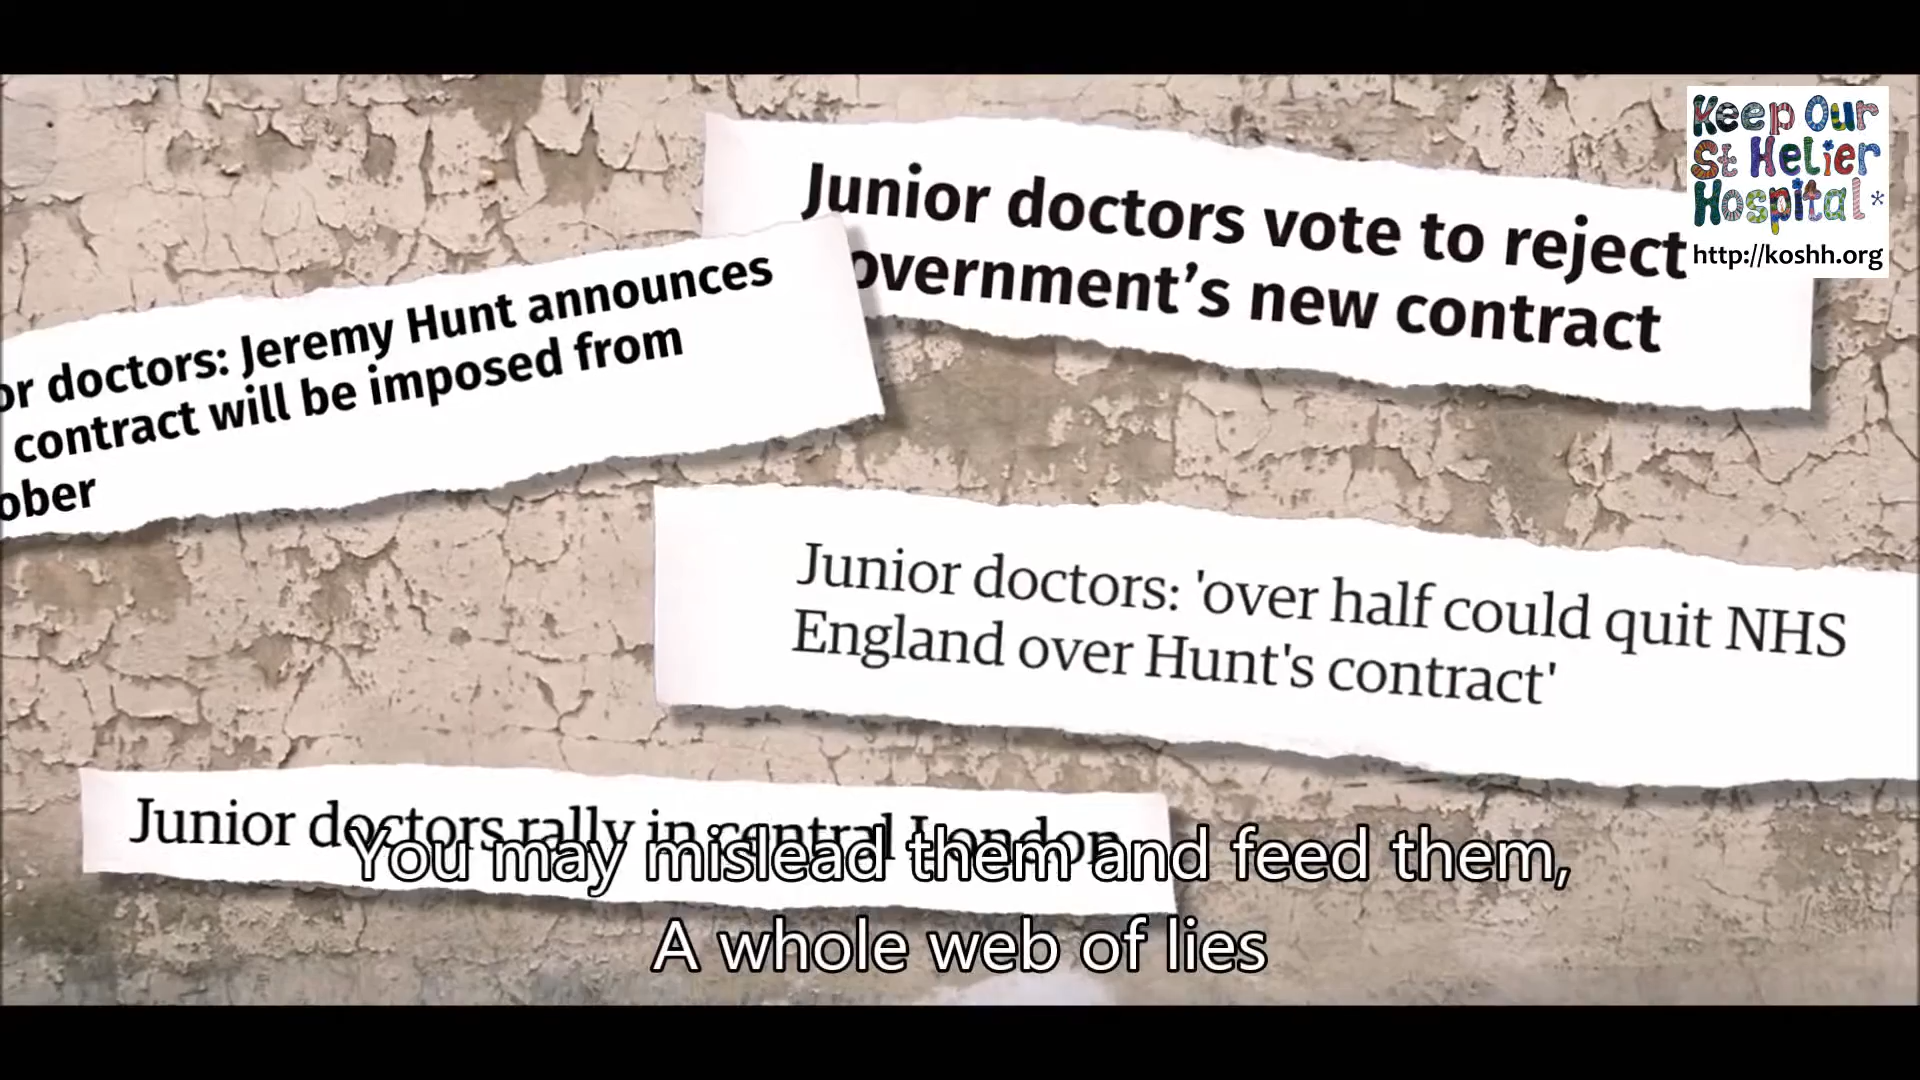 Keep Our
St Helier
Hospital*
http://koshh.org
Junior doctors vote to reject
overnment's new contract
or doctors: Jeremy Hunt announces
contract will be imposed from
ober
Junior doctors: 'over half could quit NHS
England over Hunt's contract'
Junior doctors rally in central London
You may mislead them and feed them,
A whole web of lies